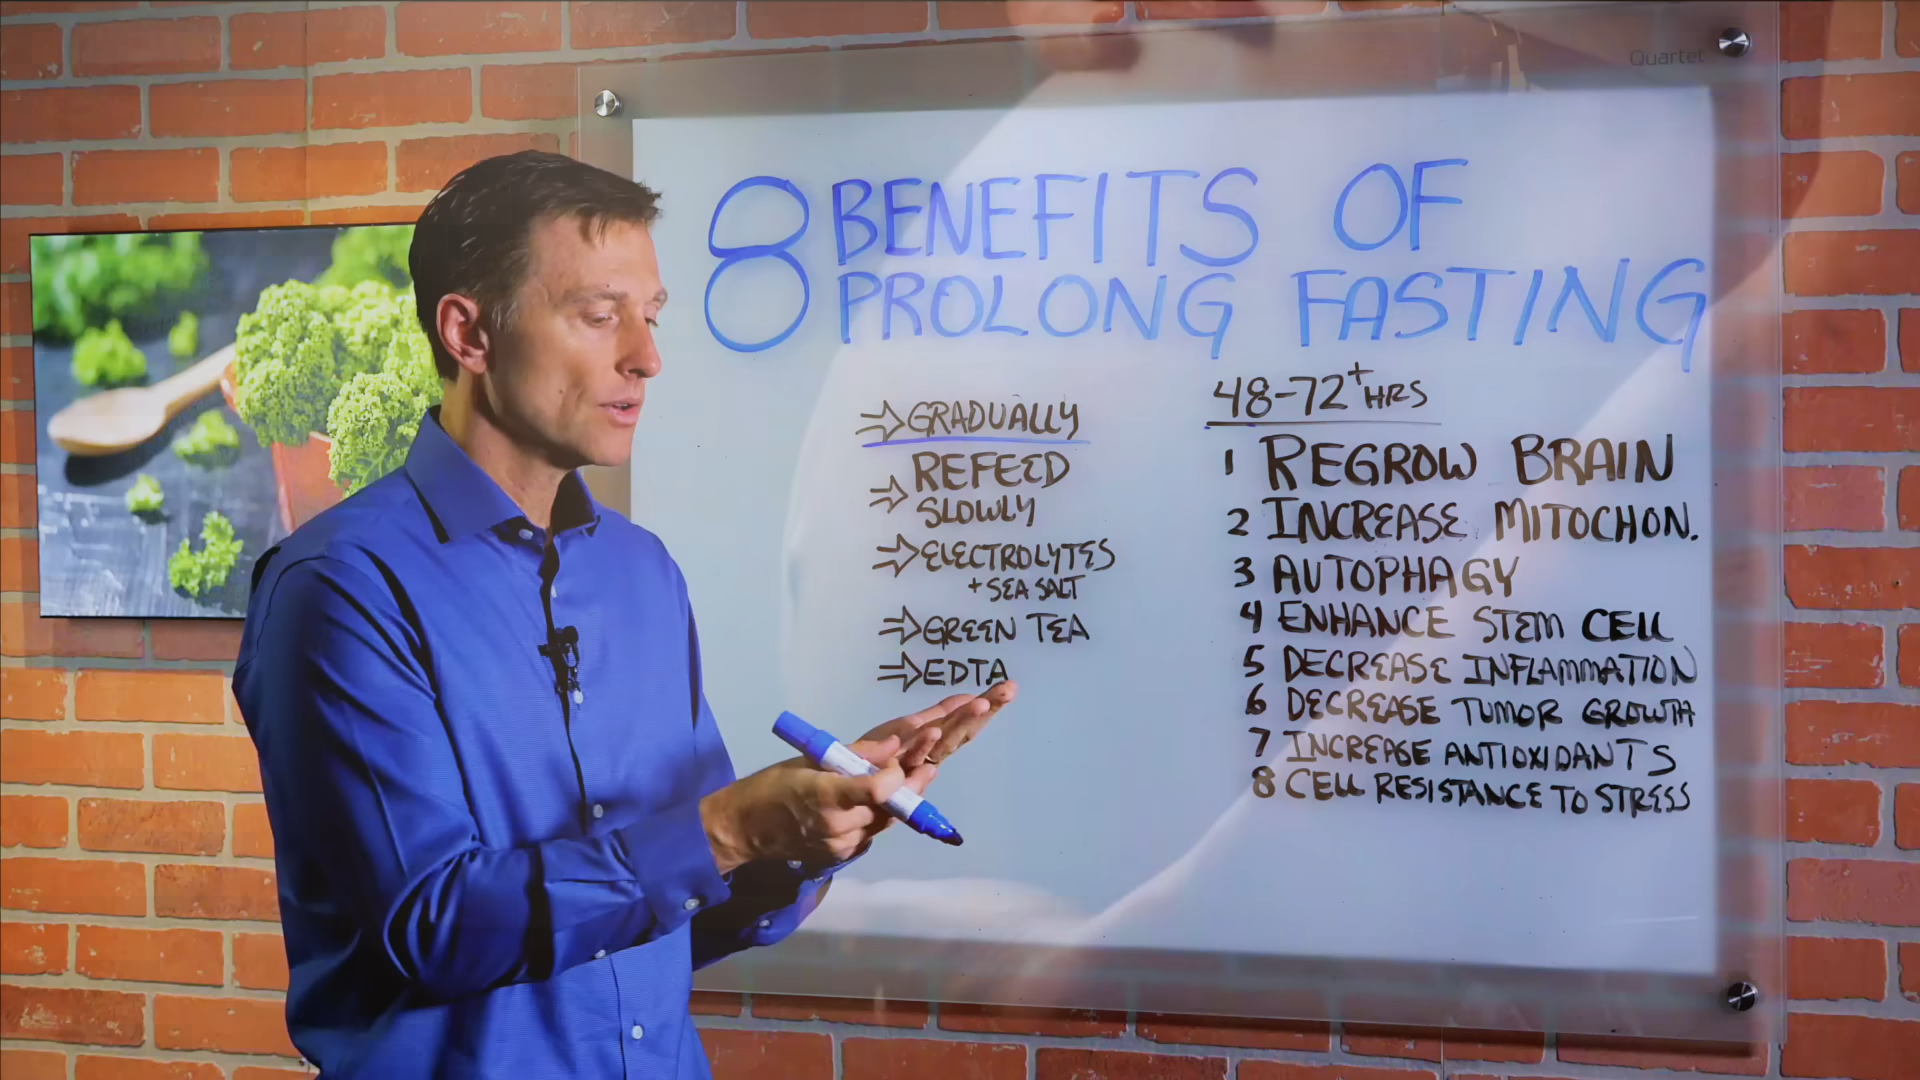 Quartet
8 BENEFITS OF
PROLONG FASTING
⇒ GRADUALLY
⇒ REFEED
SLOWLY
⇒ ELECTROLYTES
+ SEA SALT
⇒ GREEN TEA
⇒ EDTA
48-72+ HRS
1 REGROW BRAIN
2 INCREASE MITOCHON.
3 AUTOPHAGY
4 ENHANCE STEM CELL
5 DECREASE INFLAMMATION
6 DECREASE TUMOR GROWTH
7 INCREASE ANTIOXIDANTS
8 CELL RESISTANCE TO STRESS